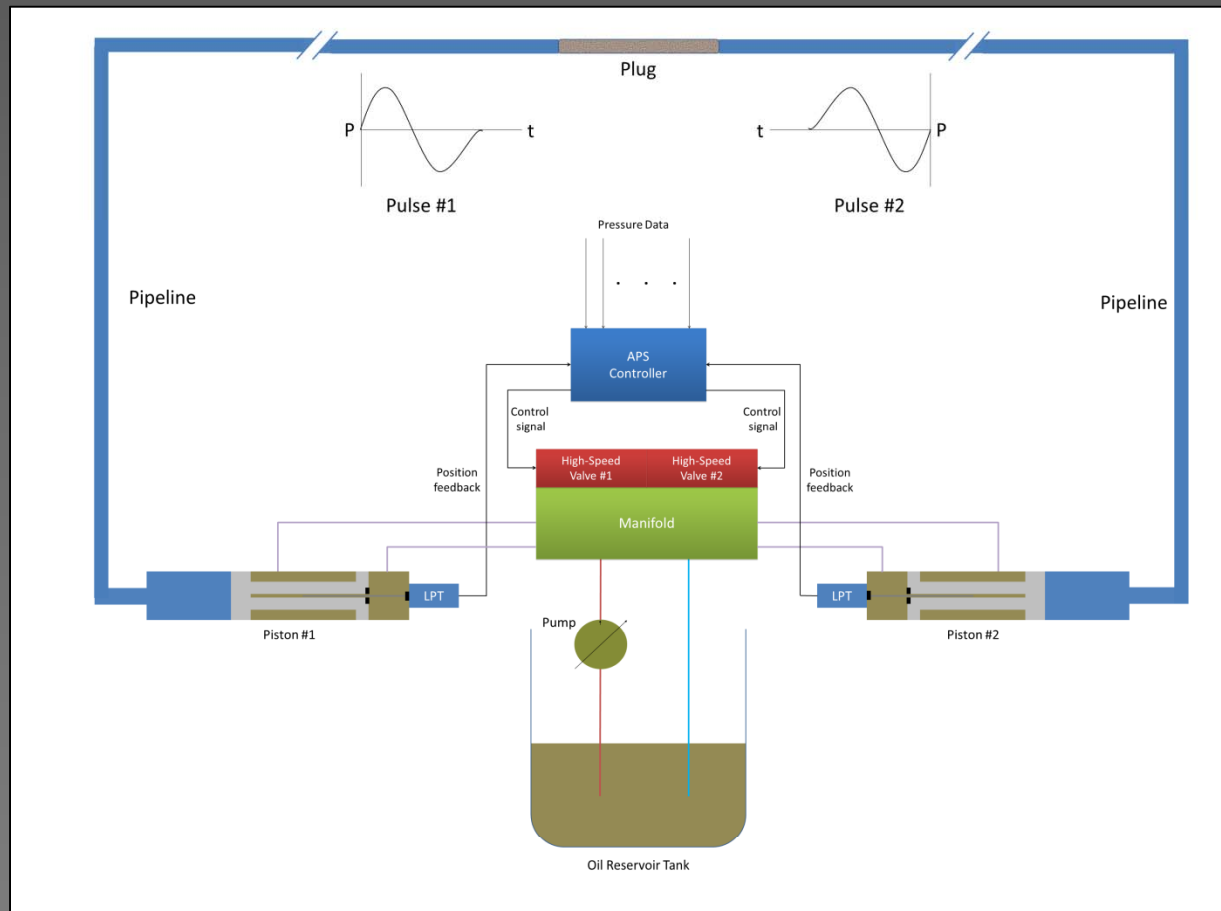 Plug
P
t
t
P
Pulse #1
Pulse #2
Pressure Data
. . .
Pipeline
Pipeline
APS
Controller
Control
signal
Control
signal
High-Speed
Valve #1
High-Speed
Valve #2
Position
feedback
Position
feedback
Manifold
LPT
LPT
Piston #1
Pump
Piston #2
Oil Reservoir Tank